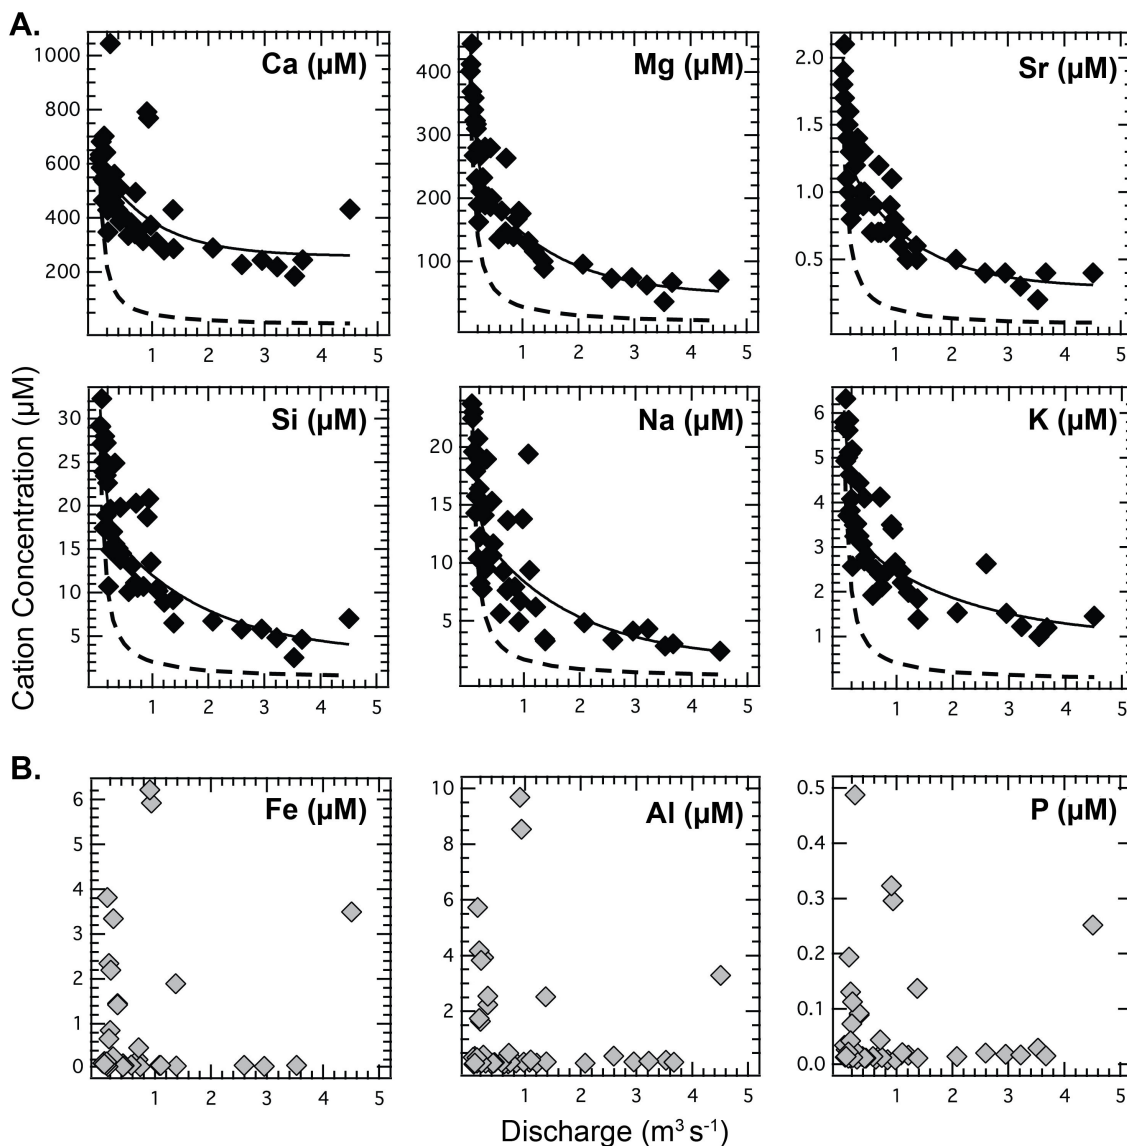 A.
Ca (µM)
1000
800
600
400
200
1 2 3 4 5
Mg (µM)
400
300
200
100
1 2 3 4 5
Sr (µM)
2.0
1.5
1.0
0.5
1 2 3 4 5
Cation Concentration (µM)
Si (µM)
30
25
20
15
10
5
1 2 3 4 5
Na (µM)
20
15
10
5
1 2 3 4 5
K (µM)
6
5
4
3
2
1
1 2 3 4 5
B.
Fe (µM)
6
5
4
3
2
1
0
1 2 3 4 5
Al (µM)
10
8
6
4
2
1 2 3 4 5
P (µM)
0.5
0.4
0.3
0.2
0.1
0.0
1 2 3 4 5
Discharge (m³ s⁻¹)